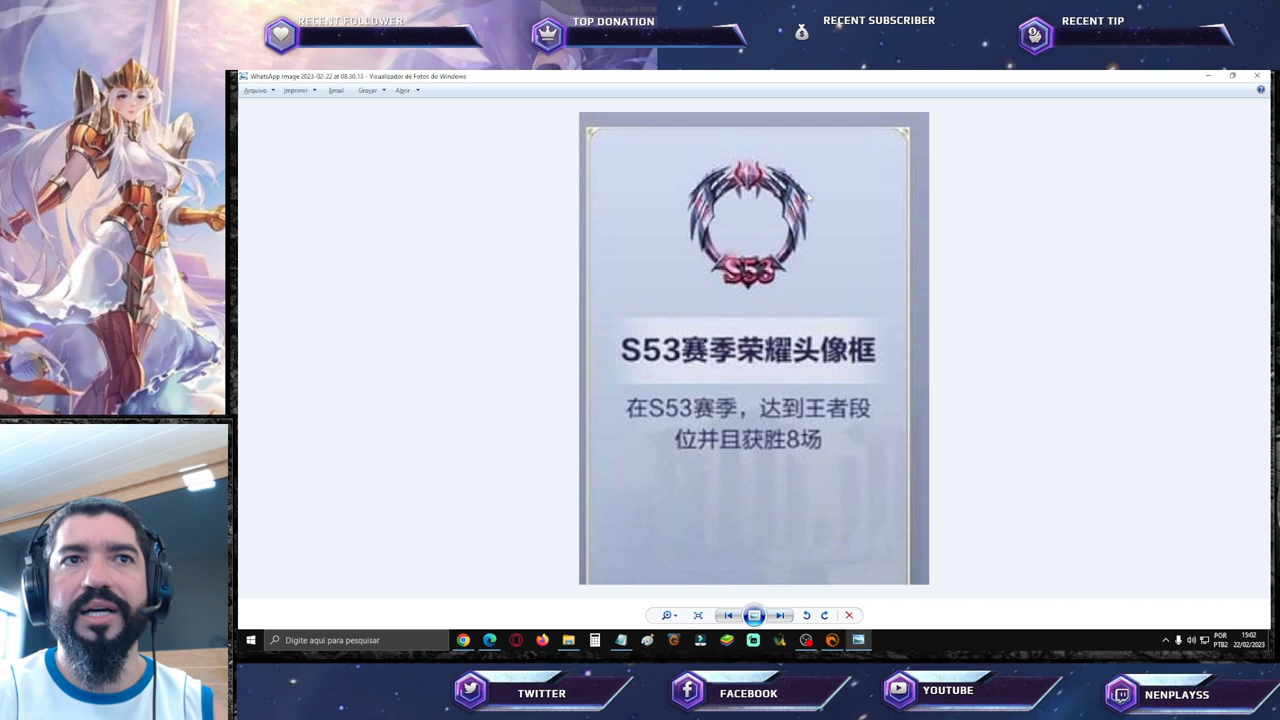 RECENT FOLLOWER
TOP DONATION
RECENT SUBSCRIBER
RECENT TIP
WhatsApp Image 2023-02-22 at 08.30.13 - Visualizador de Fotos do Windows
Arquivo
Imprimir
Email
Gravar
Abrir
S53
S53赛季荣耀头像框
在S53赛季，达到王者段
位并且获胜8场
Digite aqui para pesquisar
POR
PTB2
15:02
22/02/2023
TWITTER
FACEBOOK
YOUTUBE
NENPLAYSS